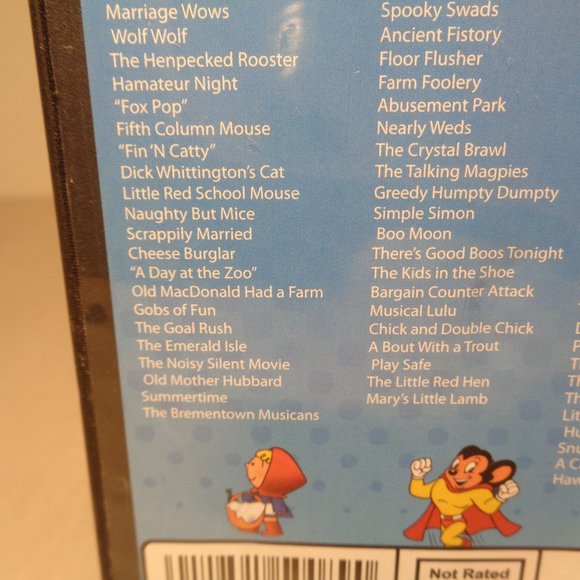 Marriage Wows
Wolf Wolf
The Henpecked Rooster
Hamateur Night
“Fox Pop”
Fifth Column Mouse
“Fin ‘N Catty”
Dick Whittington’s Cat
Little Red School Mouse
Naughty But Mice
Scrappily Married
Cheese Burglar
“A Day at the Zoo”
Old MacDonald Had a Farm
Gobs of Fun
The Goal Rush
The Emerald Isle
The Noisy Silent Movie
Old Mother Hubbard
Summertime
The Brementown Musicans
Spooky Swads
Ancient Fistory
Floor Flusher
Farm Foolery
Abusement Park
Nearly Weds
The Crystal Brawl
The Talking Magpies
Greedy Humpty Dumpty
Simple Simon
Boo Moon
There’s Good Boos Tonight
The Kids in the Shoe
Bargain Counter Attack
Musical Lulu
Chick and Double Chick
A Bout With a Trout
Play Safe
The Little Red Hen
Mary’s Little Lamb
Not Rated